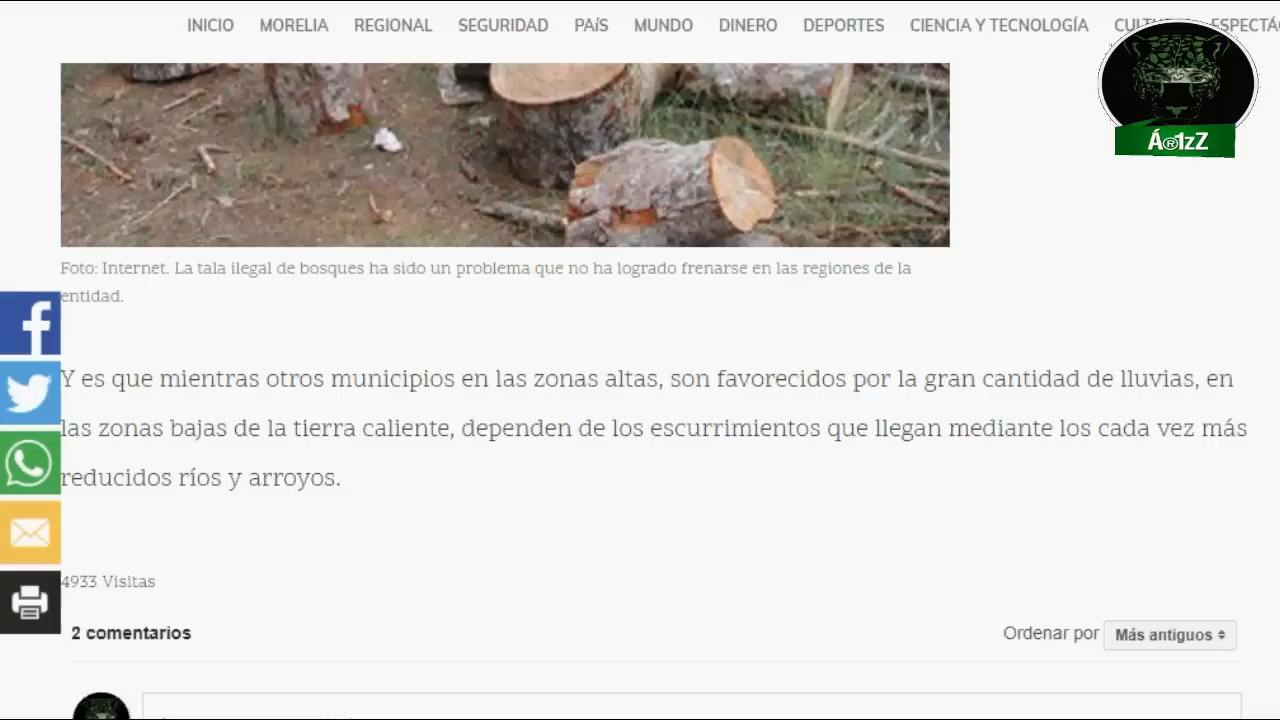 INICIO MORELIA REGIONAL SEGURIDAD PAÍS MUNDO DINERO DEPORTES CIENCIA Y TECNOLOGÍA
Á®1zZ
Foto: Internet. La tala ilegal de bosques ha sido un problema que no ha logrado frenarse en las regiones de la
entidad.
Y es que mientras otros municipios en las zonas altas, son favorecidos por la gran cantidad de lluvias, en
las zonas bajas de la tierra caliente, dependen de los escurrimientos que llegan mediante los cada vez más
reducidos ríos y arroyos.
4933 Visitas
2 comentarios
Ordenar por Más antiguos